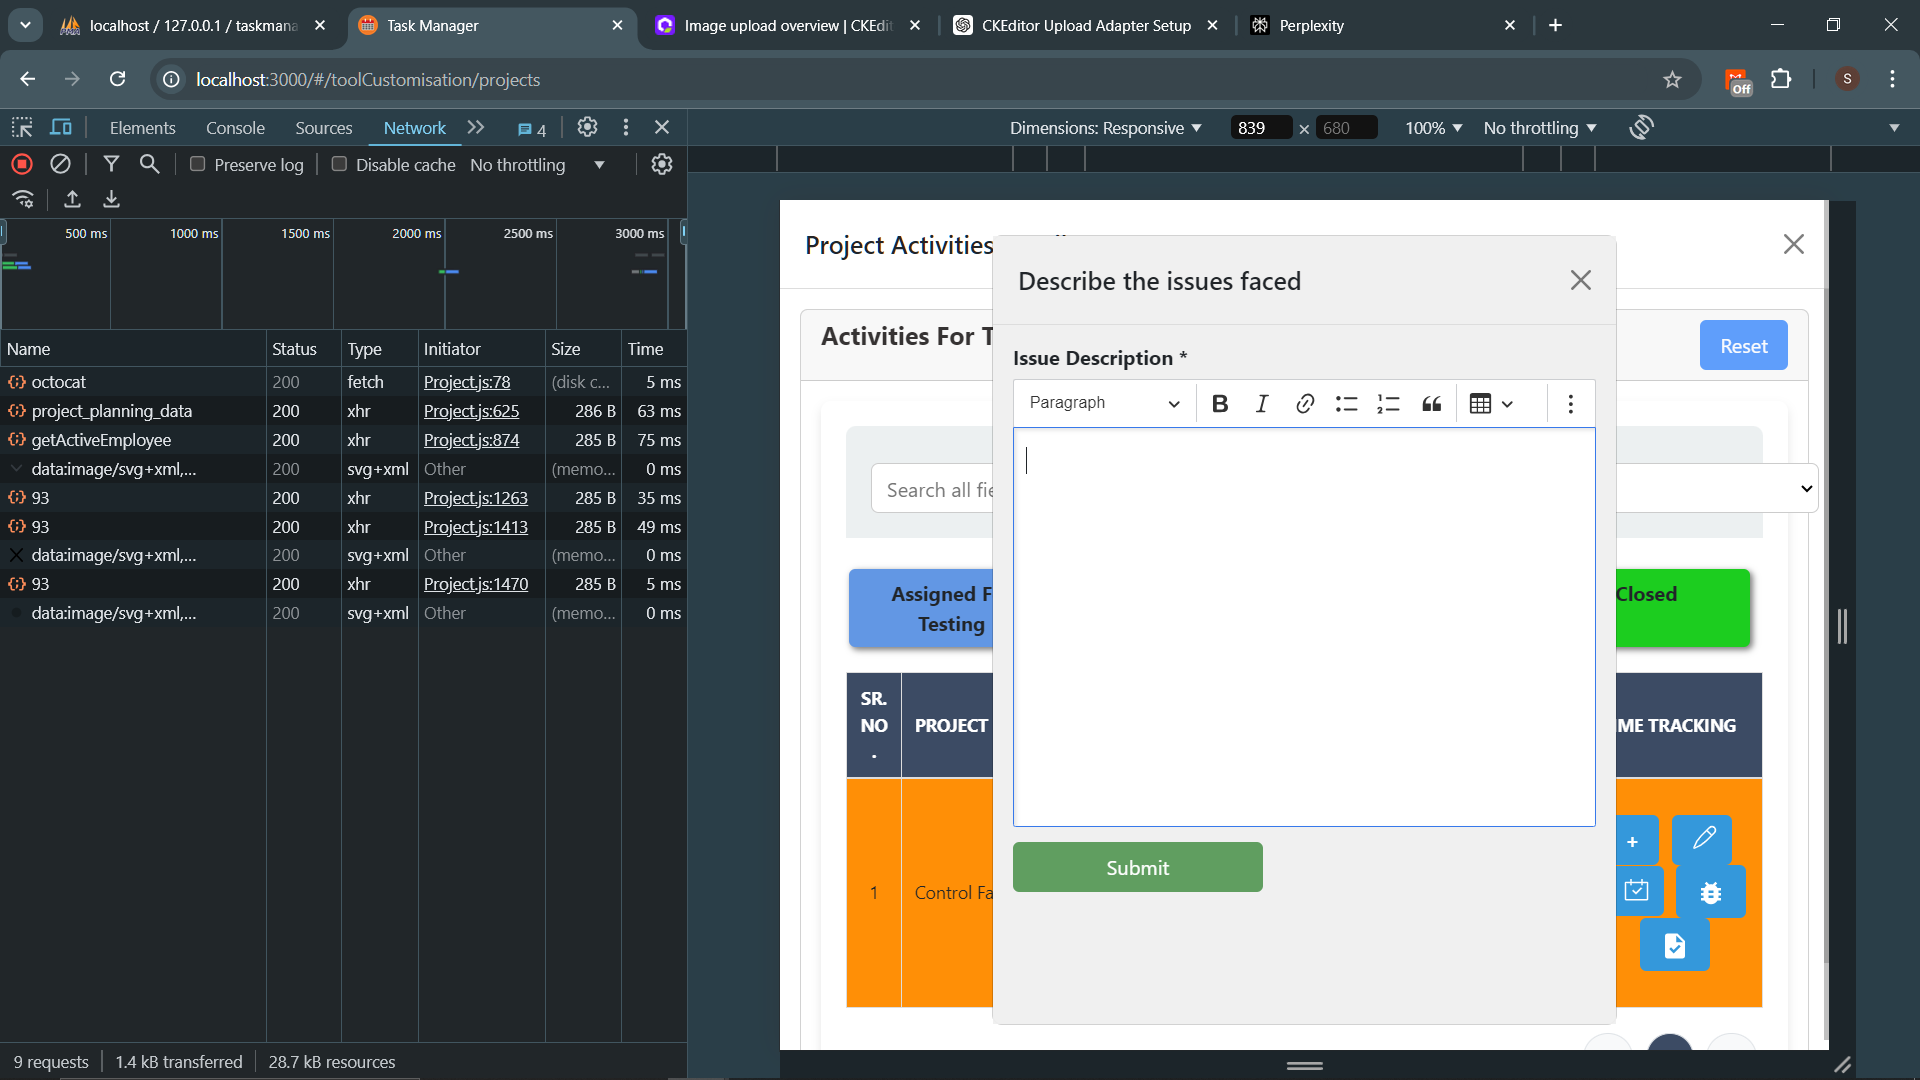 localhost / 127.0.0.1 / taskmana
Task Manager
Image upload overview | CKEdit
CKEditor Upload Adapter Setup
Perplexity
localhost:3000/#/toolCustomisation/projects
Off
S
Elements Console Sources Network 4
Dimensions: Responsive 839 × 680 100% No throttling
Preserve log Disable cache No throttling
500 ms 1000 ms 1500 ms 2000 ms 2500 ms 3000 ms
Name Status Type Initiator Size Time
octocat 200 fetch Project.js:78 (disk c... 5 ms
project_planning_data 200 xhr Project.js:625 286 B 63 ms
getActiveEmployee 200 xhr Project.js:874 285 B 75 ms
data:image/svg+xml,... 200 svg+xml Other (memo... 0 ms
93 200 xhr Project.js:1263 285 B 35 ms
93 200 xhr Project.js:1413 285 B 49 ms
data:image/svg+xml,... 200 svg+xml Other (memo... 0 ms
93 200 xhr Project.js:1470 285 B 5 ms
data:image/svg+xml,... 200 svg+xml Other (memo... 0 ms
9 requests 1.4 kB transferred 28.7 kB resources
Project Activities
Activities For T
Reset
Search all fie
Assigned F
Testing
Closed
SR.
NO
.
PROJECT
ME TRACKING
1
Control Fa
Describe the issues faced
Issue Description *
Paragraph
Submit